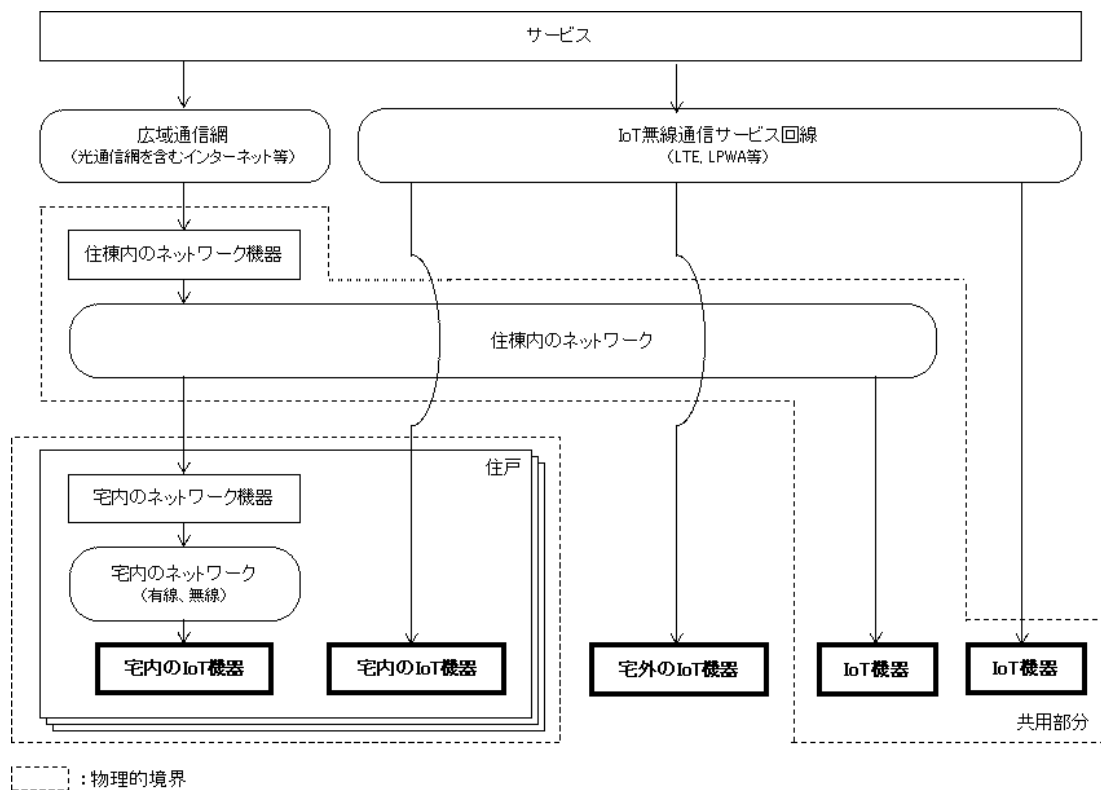 サービス
広域通信網
(光通信網を含むインターネット等)
IoT無線通信サービス回線
(LTE, LPWA等)
住棟内のネットワーク機器
住棟内のネットワーク
住戸
宅内のネットワーク機器
宅内のネットワーク
(有線、無線)
宅内のIoT機器
宅内のIoT機器
宅外のIoT機器
IoT機器
IoT機器
共用部分
：物理的境界